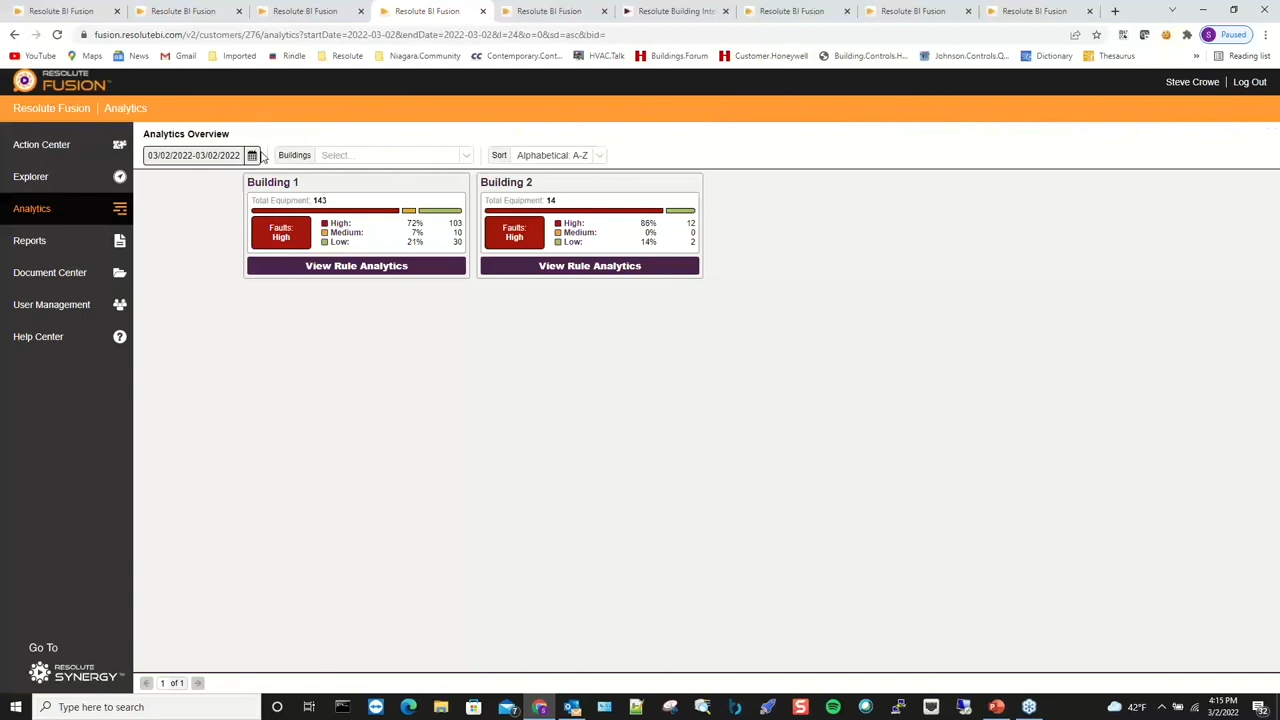 Resolute BI Fusion
Resolute BI Fusion
Resolute BI Fusion
Resolute BI Fusion
Resolute BI Fusion
Resolute Building Inte
Resolute BI Fusion
Resolute BI Fusion
Resolute BI Fusion
fusion.resolutebi.com/v2/customers/276/analytics?startDate=2022-03-02&endDate=2022-03-02&l=24&o=0&sd=asc&bid=
S Paused
YouTube Maps News Gmail Imported Rindle Resolute Niagara.Community Contemporary.Cont... HVAC.Talk Buildings.Forum Customer.Honeywell Building.Controls.H... Johnson.Controls.Q... Dictionary Thesaurus » Reading list
RESOLUTE
FUSION
Steve Crowe Log Out
Resolute Fusion Analytics
Action Center
Explorer
Analytics
Reports
Document Center
User Management
Help Center
Go To
RESOLUTE
SYNERGY
Analytics Overview
03/02/2022-03/02/2022 Buildings Select... Sort Alphabetical: A-Z
Building 1
Total Equipment: 143
Faults:
High
High: 72% 103
Medium: 7% 10
Low: 21% 30
View Rule Analytics
Building 2
Total Equipment: 14
Faults:
High
High: 86% 12
Medium: 0% 0
Low: 14% 2
View Rule Analytics
1 of 1
Type here to search
42°F
4:15 PM
3/2/2022